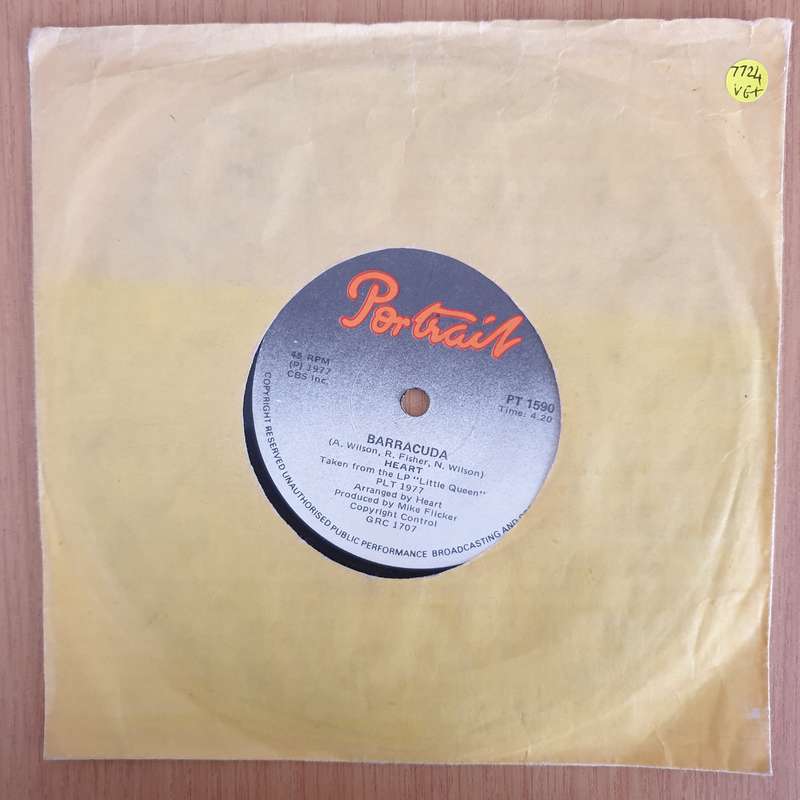 7724
VG+
Portrait
45 RPM
(P) 1977
CBS Inc.
PT 1590
Time: 4.20
BARRACUDA
(A. Wilson, R. Fisher, N. Wilson)
HEART
Taken from the LP "Little Queen"
PLT 1977
Arranged by Heart
Produced by Mike Flicker
Copyright Control
GRC 1707
COPYRIGHT RESERVED UNAUTHORISED PUBLIC PERFORMANCE BROADCASTING AND